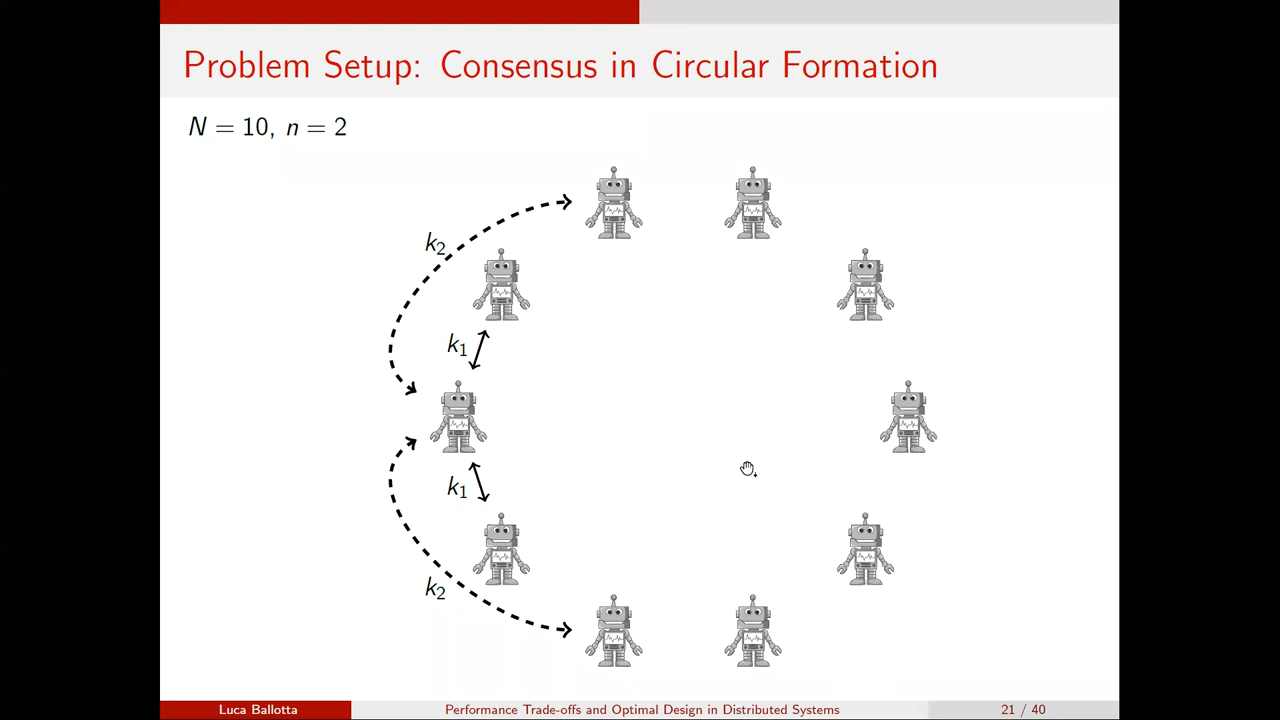 Problem Setup: Consensus in Circular Formation
N = 10, n = 2
k₂
k₁
k₁
k₂
Luca Ballotta
Performance Trade-offs and Optimal Design in Distributed Systems
21 / 40